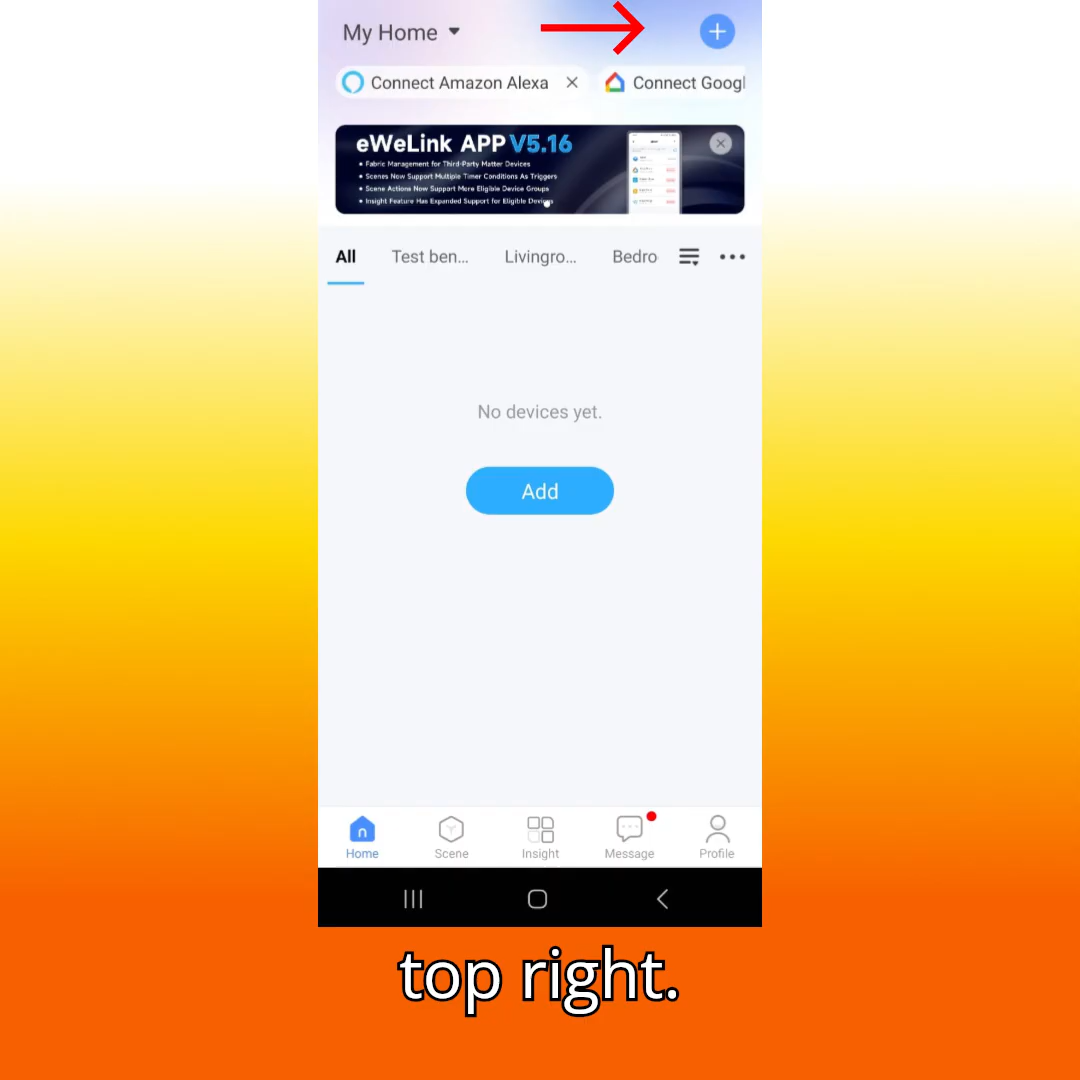 My Home
Connect Amazon Alexa
Connect Googl
eWeLink APP V5.16
• Fabric Management for Third-Party Matter Devices
• Scenes Now Support Multiple Timer Conditions As Triggers
• Scene Actions Now Support More Eligible Device Groups
• Insight Feature Has Expanded Support for Eligible Devices
All Test ben... Livingro... Bedro
No devices yet.
Add
Home Scene Insight Message Profile
top right.